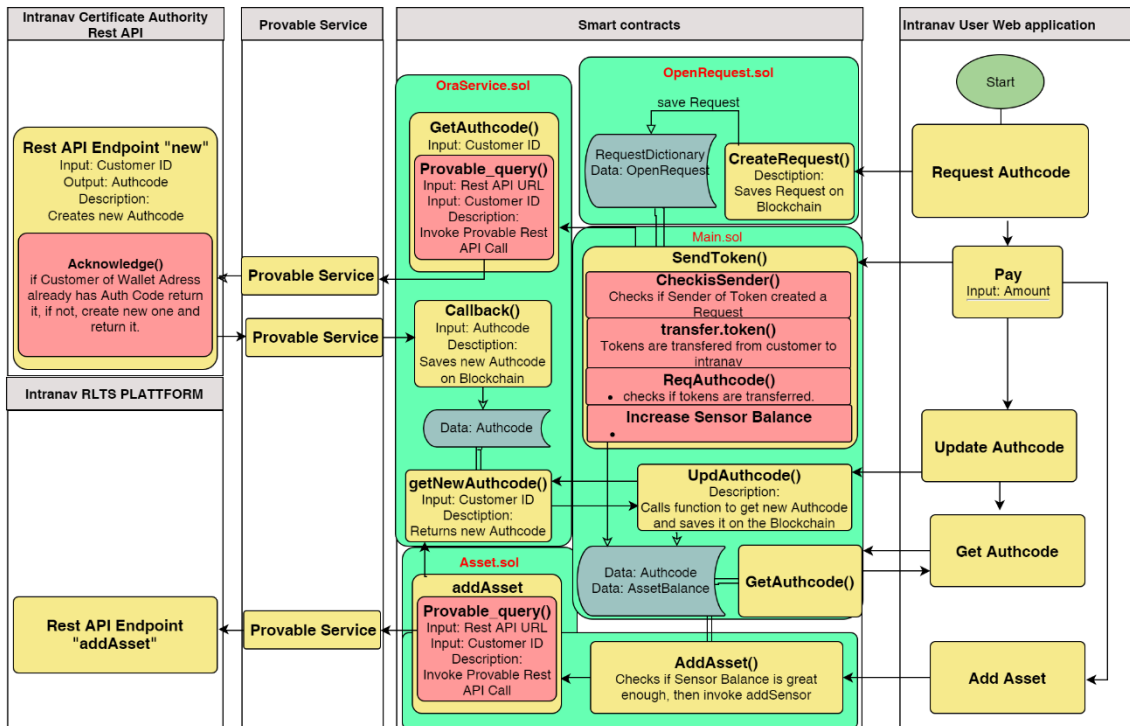 Intranav Certificate Authority
Rest API
Provable Service
Smart contracts
Intranav User Web application
OraService.sol
OpenRequest.sol
Start
save Request
Rest API Endpoint "new"
Input: Customer ID
Output: Authcode
Description:
Creates new Authcode
Acknowledge()
if Customer of Wallet Adress
already has Auth Code return
it, if not, create new one and
return it.
GetAuthcode()
Input: Customer ID
Provable_query()
Input: Rest API URL
Input: Customer ID
Description:
Invoke Provable Rest
API Call
RequestDictionary
Data: OpenRequest
CreateRequest()
Desctiption:
Saves Request on
Blockchain
Request Authcode
Main.sol
SendToken()
CheckisSender()
Checks if Sender of Token created a
Request
transfer.token()
Tokens are transfered from customer to
intranav
ReqAuthcode()
• checks if tokens are transferred.
Increase Sensor Balance
•
Pay
Input: Amount
Provable Service
Provable Service
Callback()
Input: Authcode
Desctiption:
Saves new Authcode
on Blockchain
Data: Authcode
Intranav RLTS PLATTFORM
Update Authcode
getNewAuthcode()
Input: Customer ID
Desctiption:
Returns new Authcode
UpdAuthcode()
Description:
Calls function to get new Authcode
and saves it on the Blockchain
Get Authcode
Data: Authcode
Data: AssetBalance
GetAuthcode()
Asset.sol
addAsset
Provable_query()
Input: Rest API URL
Input: Customer ID
Description:
Invoke Provable Rest
API Call
Rest API Endpoint
"addAsset"
Provable Service
AddAsset()
Checks if Sensor Balance is great
enough, then invoke addSensor
Add Asset